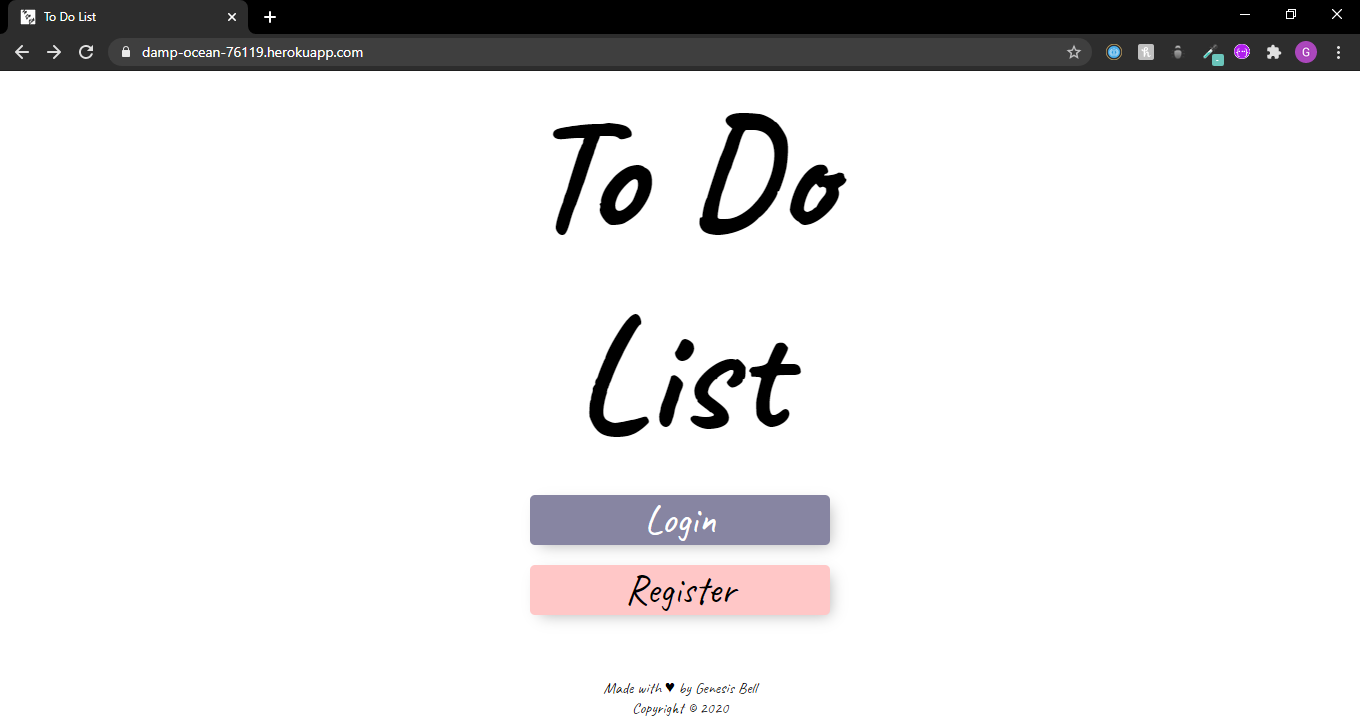 To Do List
damp-ocean-76119.herokuapp.com
G
To Do
List
Login
Register
Made with ♥ by Genesis Bell
Copyright © 2020